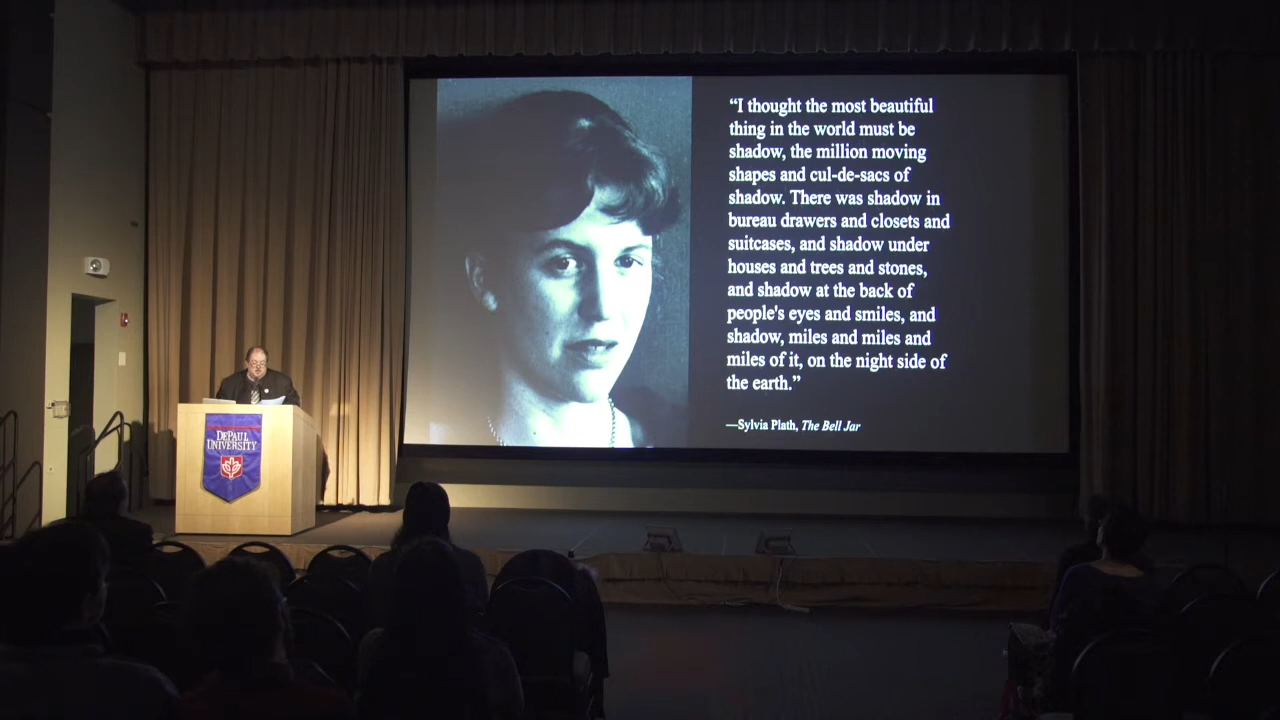 “I thought the most beautiful
thing in the world must be
shadow, the million moving
shapes and cul-de-sacs of
shadow. There was shadow in
bureau drawers and closets and
suitcases, and shadow under
houses and trees and stones,
and shadow at the back of
people's eyes and smiles, and
shadow, miles and miles and
miles of it, on the night side of
the earth.”
—Sylvia Plath, The Bell Jar
DEPAUL
UNIVERSITY